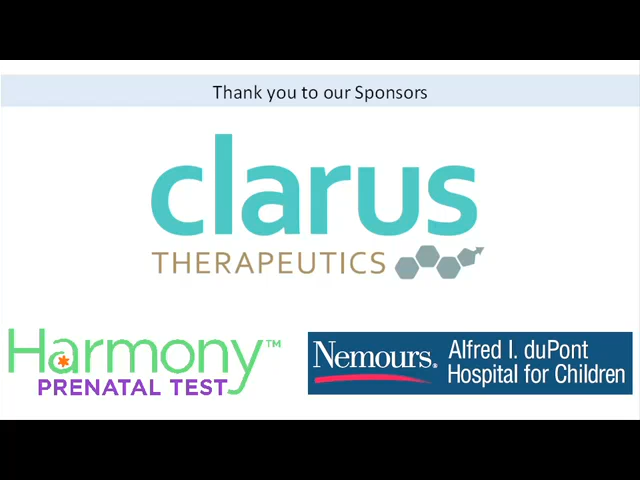 Thank you to our Sponsors
clarus
THERAPEUTICS
Harmony™
PRENATAL TEST
Nemours®
Alfred I. duPont
Hospital for Children